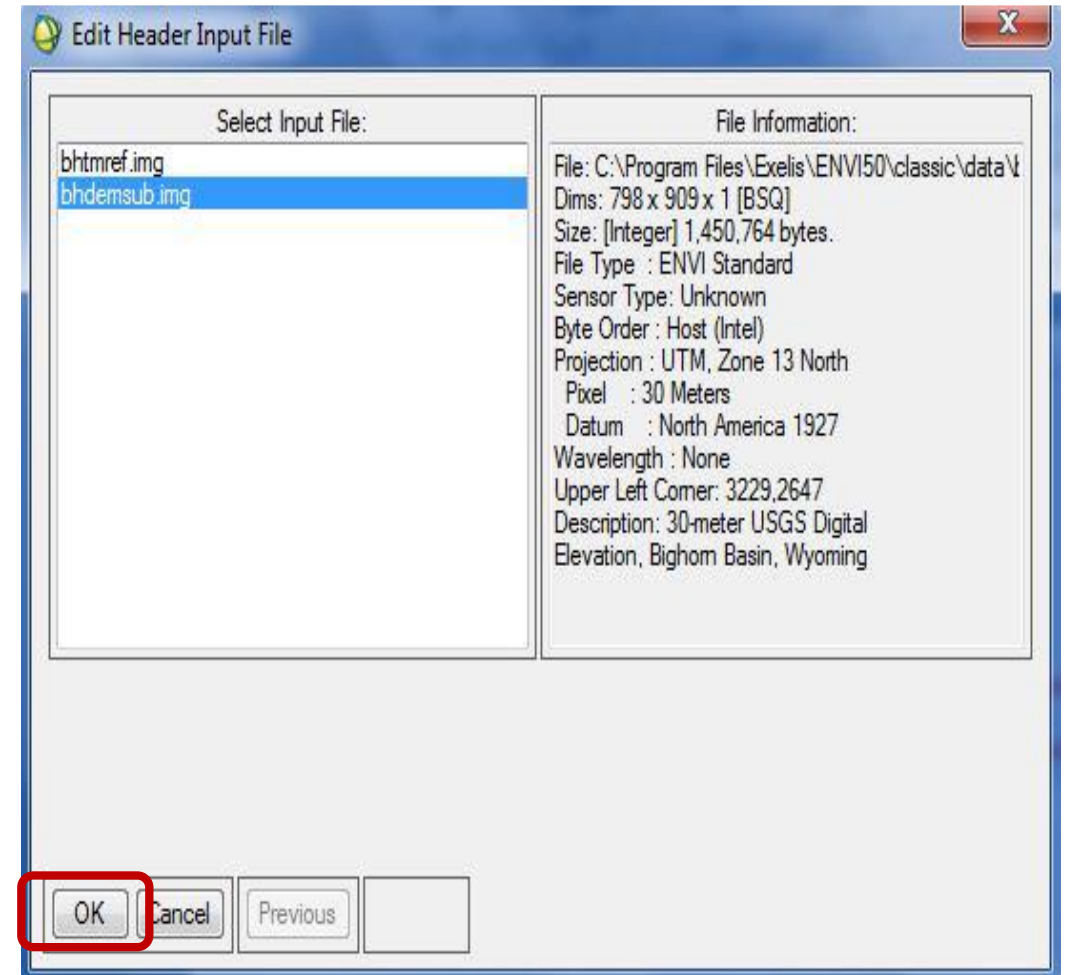 Edit Header Input File
X
Select Input File:
bhtmref.img
bhdemsub.img
File Information:
File: C:\Program Files\Exelis\ENVI50\classic\data\
Dims: 798 x 909 x 1 [BSQ]
Size: [Integer] 1,450,764 bytes.
File Type : ENVI Standard
Sensor Type: Unknown
Byte Order : Host (Intel)
Projection : UTM, Zone 13 North
Pixel : 30 Meters
Datum : North America 1927
Wavelength : None
Upper Left Corner: 3229,2647
Description: 30-meter USGS Digital
Elevation, Bighorn Basin, Wyoming
OK Cancel Previous